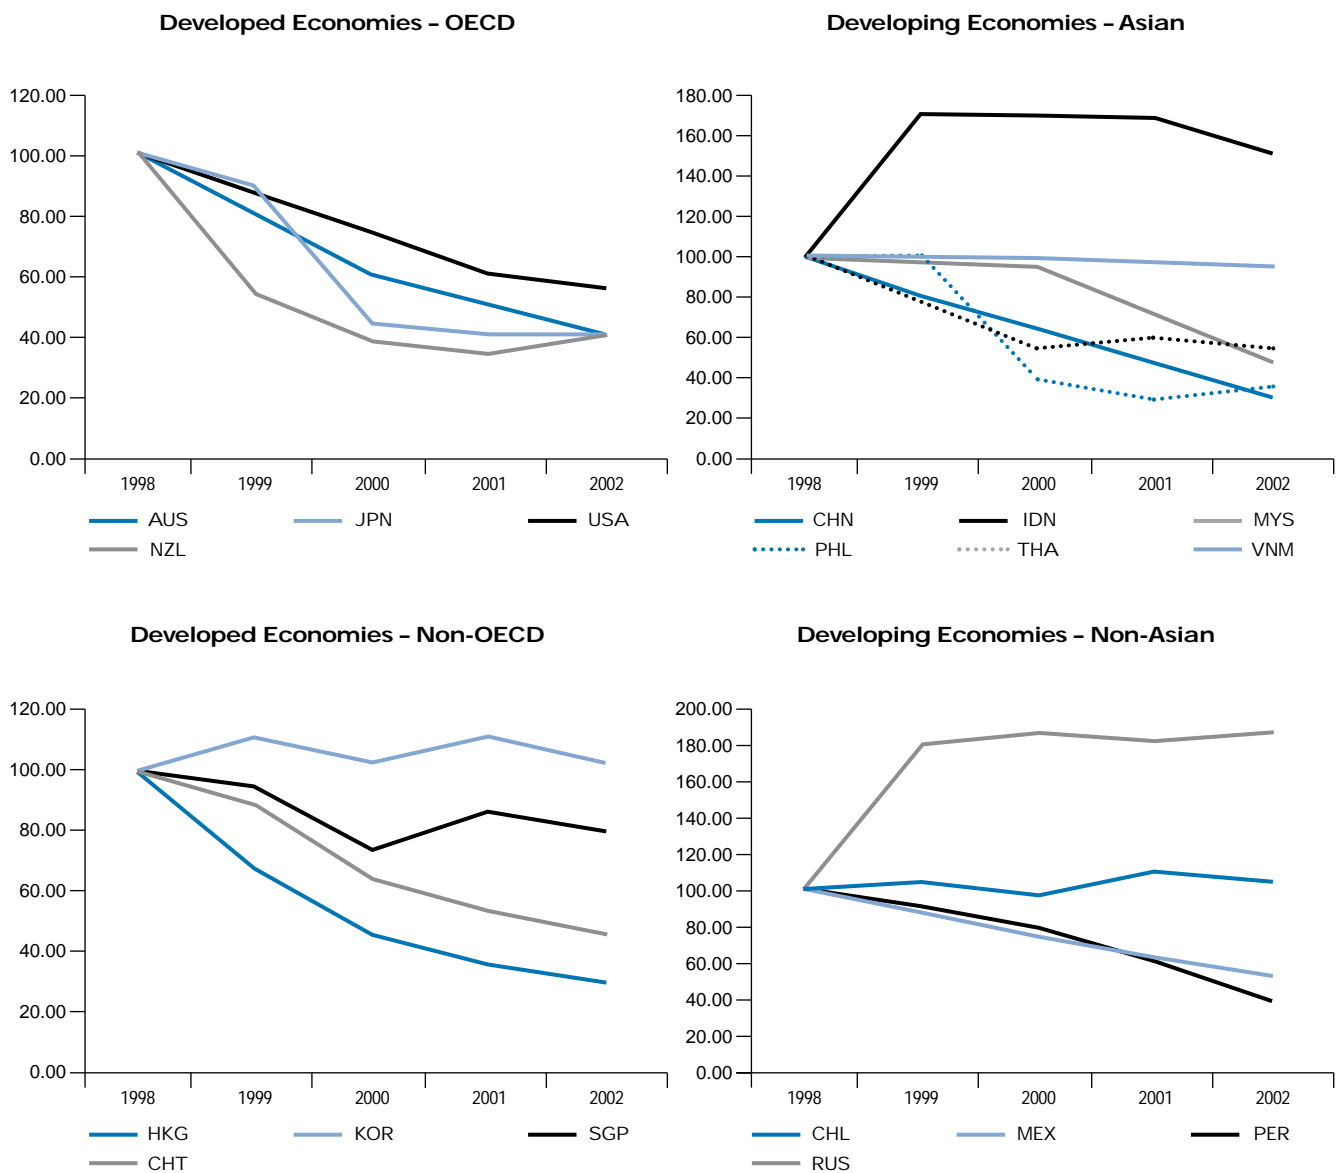 Developed Economies – OECD
120.00
100.00
80.00
60.00
40.00
20.00
0.00
1998 1999 2000 2001 2002
AUS JPN USA
NZL
Developing Economies – Asian
180.00
160.00
140.00
120.00
100.00
80.00
60.00
40.00
20.00
0.00
1998 1999 2000 2001 2002
CHN IDN MYS
PHL THA VNM
Developed Economies – Non-OECD
120.00
100.00
80.00
60.00
40.00
20.00
0.00
1998 1999 2000 2001 2002
HKG KOR SGP
CHT
Developing Economies – Non-Asian
200.00
180.00
160.00
140.00
120.00
100.00
80.00
60.00
40.00
20.00
0.00
1998 1999 2000 2001 2002
CHL MEX PER
RUS